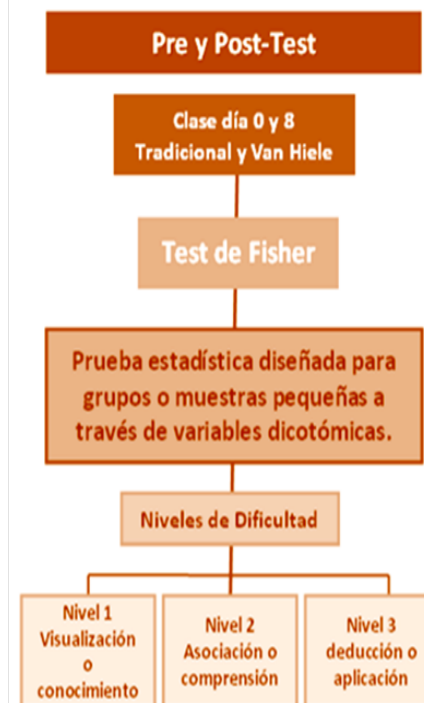 Pre y Post-Test
Clase día 0 y 8
Tradicional y Van Hiele
Test de Fisher
Prueba estadística diseñada para
grupos o muestras pequeñas a
través de variables dicotómicas.
Niveles de Dificultad
Nivel 1
Visualización
o
conocimiento
Nivel 2
Asociación o
comprensión
Nivel 3
deducción o
aplicación